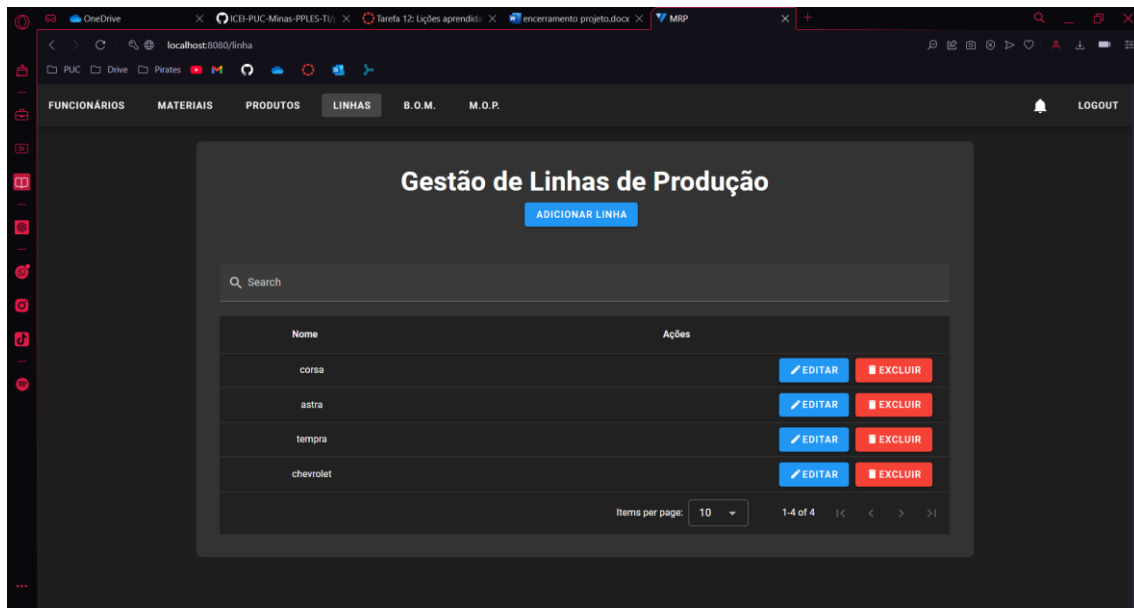 OneDrive ICEI-PUC-Minas-PPLES-TI/ Tarefa 12: Lições aprendida encerramento projeto.docx MRP
localhost:8080/linha
PUC Drive Pirates
FUNCIONÁRIOS MATERIAIS PRODUTOS LINHAS B.O.M. M.O.P. LOGOUT
Gestão de Linhas de Produção
ADICIONAR LINHA
Search
Nome Ações
corsa EDITAR EXCLUIR
astra EDITAR EXCLUIR
tempra EDITAR EXCLUIR
chevrolet EDITAR EXCLUIR
Items per page: 10 1-4 of 4